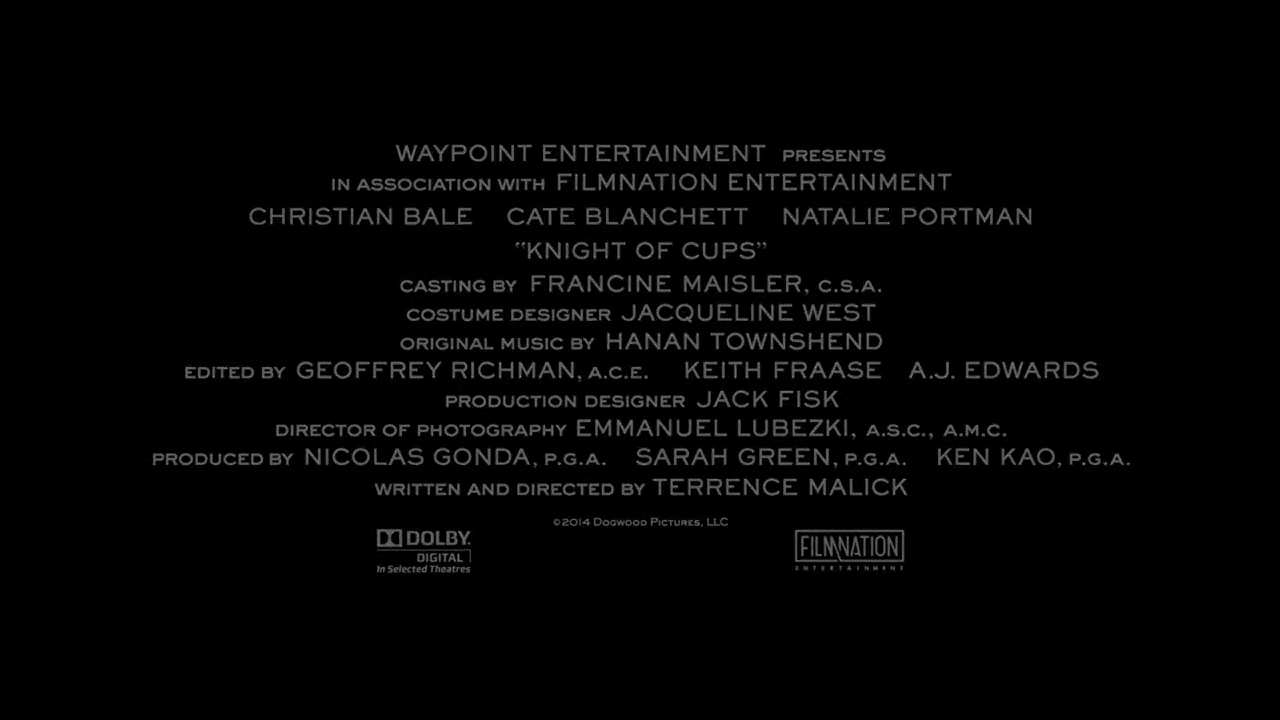 WAYPOINT ENTERTAINMENT PRESENTS
IN ASSOCIATION WITH FILMNATION ENTERTAINMENT
CHRISTIAN BALE CATE BLANCHETT NATALIE PORTMAN
"KNIGHT OF CUPS"
CASTING BY FRANCINE MAISLER, C.S.A.
COSTUME DESIGNER JACQUELINE WEST
ORIGINAL MUSIC BY HANAN TOWNSHEND
EDITED BY GEOFFREY RICHMAN, A.C.E. KEITH FRAASE A.J. EDWARDS
PRODUCTION DESIGNER JACK FISK
DIRECTOR OF PHOTOGRAPHY EMMANUEL LUBEZKI, A.S.C., A.M.C.
PRODUCED BY NICOLAS GONDA, P.G.A. SARAH GREEN, P.G.A. KEN KAO, P.G.A.
WRITTEN AND DIRECTED BY TERRENCE MALICK
©2014 DOGWOOD PICTURES, LLC
DOLBY.
DIGITAL
In Selected Theatres
FILMNATION
ENTERTAINMENT